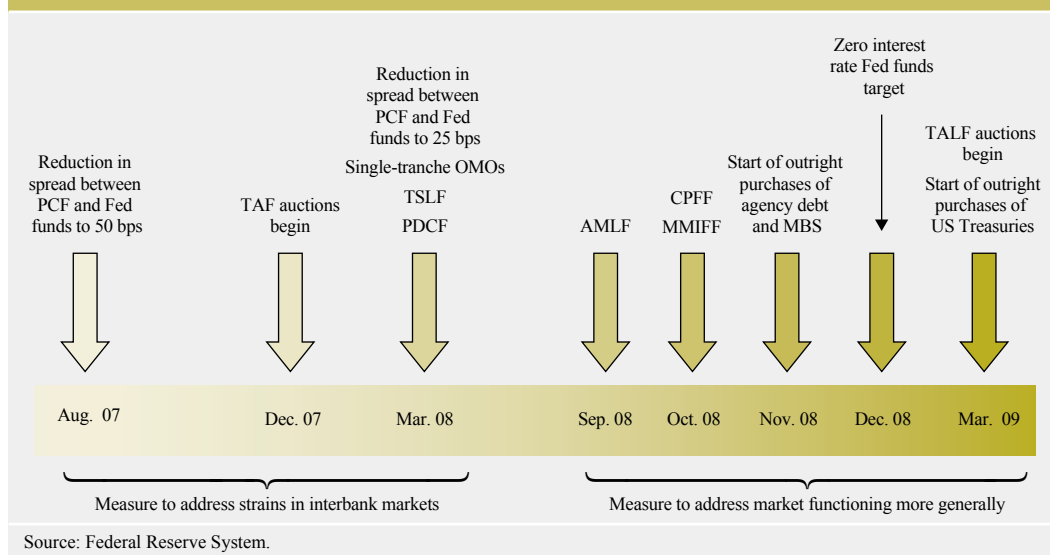 Reduction in
spread between
PCF and Fed
funds to 50 bps
TAF auctions
begin
Reduction in
spread between
PCF and Fed
funds to 25 bps
Single-tranche OMOs
TSLF
PDCF
AMLF
CPFF
MMIFF
Start of outright
purchases of
agency debt
and MBS
Zero interest
rate Fed funds
target
TALF auctions
begin
Start of outright
purchases of
US Treasuries
Aug. 07
Dec. 07
Mar. 08
Sep. 08
Oct. 08
Nov. 08
Dec. 08
Mar. 09
Measure to address strains in interbank markets
Measure to address market functioning more generally
Source: Federal Reserve System.